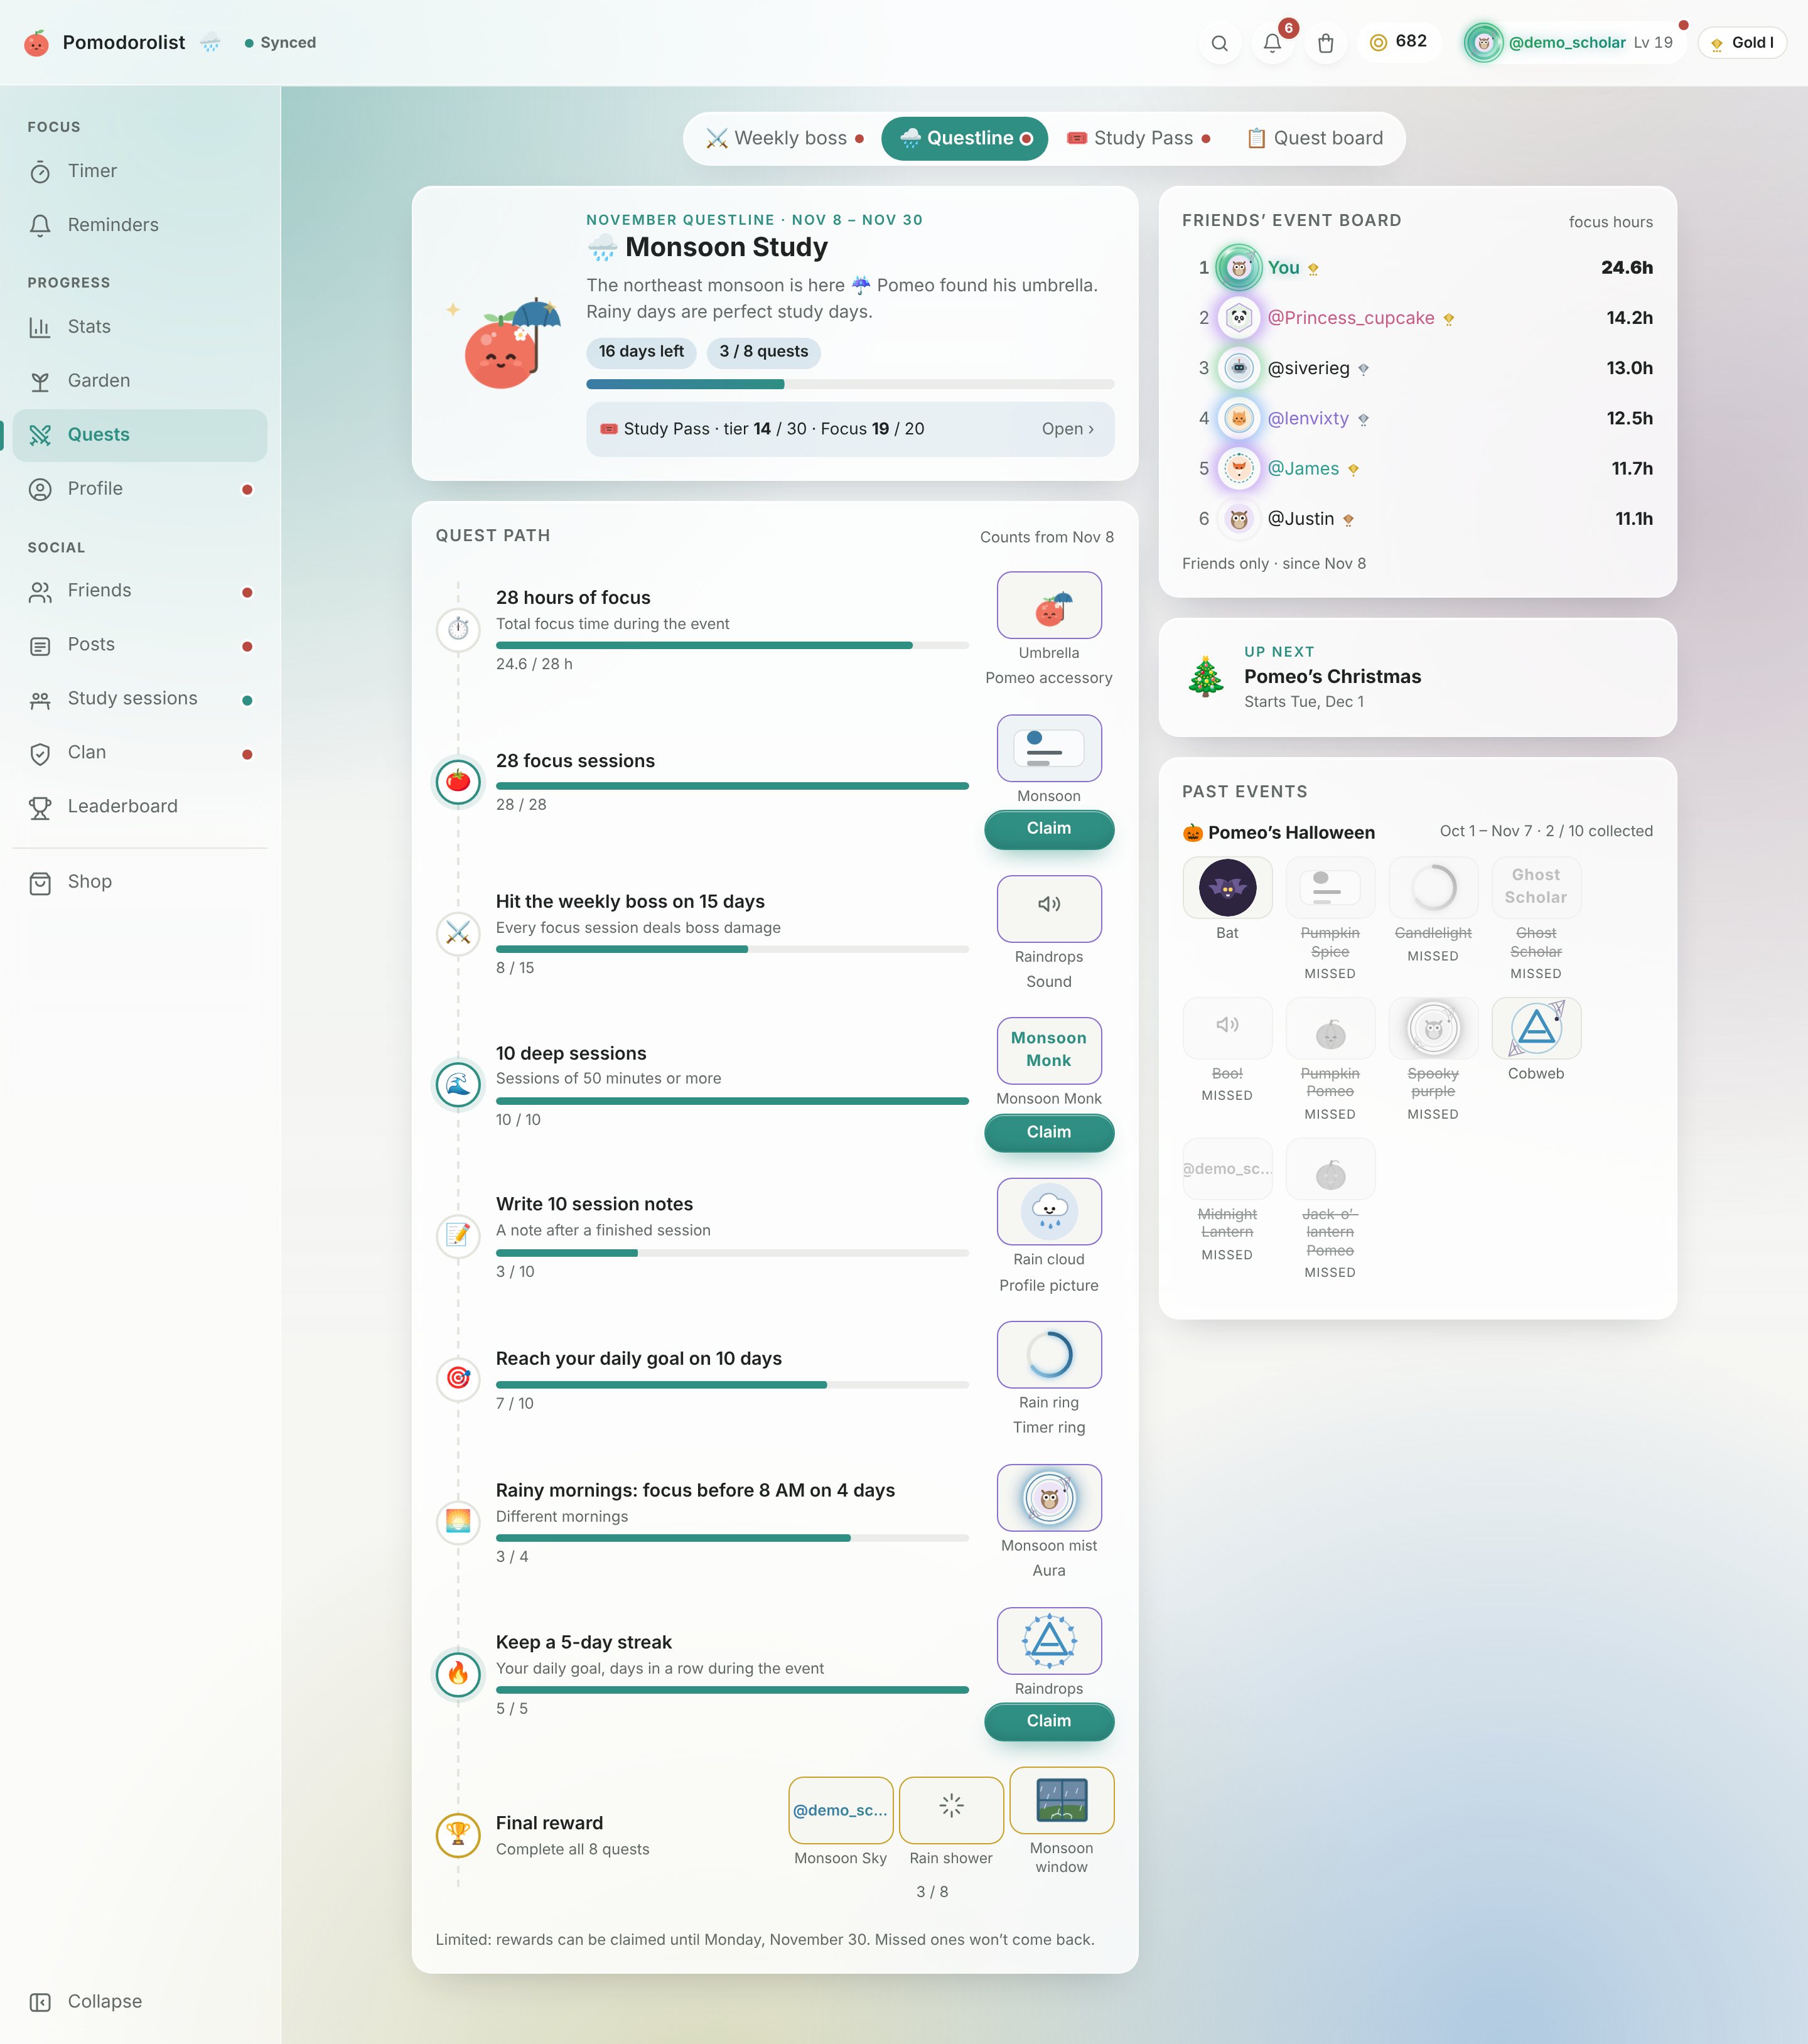 Pomodorolist
Synced
6
682
@demo_scholar Lv 19
Gold I
FOCUS
Timer
Reminders
PROGRESS
Stats
Garden
Quests
Profile
SOCIAL
Friends
Posts
Study sessions
Clan
Leaderboard
Shop
Collapse
Weekly boss
Questline
Study Pass
Quest board
NOVEMBER QUESTLINE · NOV 8 – NOV 30
Monsoon Study
The northeast monsoon is here ☔ Pomeo found his umbrella.
Rainy days are perfect study days.
16 days left
3 / 8 quests
Study Pass · tier 14 / 30 · Focus 19 / 20
Open ›
QUEST PATH
Counts from Nov 8
28 hours of focus
Total focus time during the event
24.6 / 28 h
Umbrella
Pomeo accessory
28 focus sessions
28 / 28
Monsoon
Claim
Hit the weekly boss on 15 days
Every focus session deals boss damage
8 / 15
Raindrops
Sound
10 deep sessions
Sessions of 50 minutes or more
10 / 10
Monsoon
Monk
Monsoon Monk
Claim
Write 10 session notes
A note after a finished session
3 / 10
Rain cloud
Profile picture
Reach your daily goal on 10 days
7 / 10
Rain ring
Timer ring
Rainy mornings: focus before 8 AM on 4 days
Different mornings
3 / 4
Monsoon mist
Aura
Keep a 5-day streak
Your daily goal, days in a row during the event
5 / 5
Raindrops
Claim
Final reward
Complete all 8 quests
@demo_sc…
Monsoon Sky
Rain shower
Monsoon
window
3 / 8
Limited: rewards can be claimed until Monday, November 30. Missed ones won’t come back.
FRIENDS’ EVENT BOARD
focus hours
1 You 24.6h
2 @Princess_cupcake 14.2h
3 @siverieg 13.0h
4 @lenvixty 12.5h
5 @James 11.7h
6 @Justin 11.1h
Friends only · since Nov 8
UP NEXT
Pomeo’s Christmas
Starts Tue, Dec 1
PAST EVENTS
Pomeo’s Halloween
Oct 1 – Nov 7 · 2 / 10 collected
Bat
Pumpkin
Spice
MISSED
Candlelight
MISSED
Ghost
Scholar
Ghost
Scholar
MISSED
Boo!
MISSED
Pumpkin
Pomeo
MISSED
Spooky
purple
MISSED
Cobweb
@demo_sc…
Midnight
Lantern
MISSED
Jack-o’-
lantern
Pomeo
MISSED